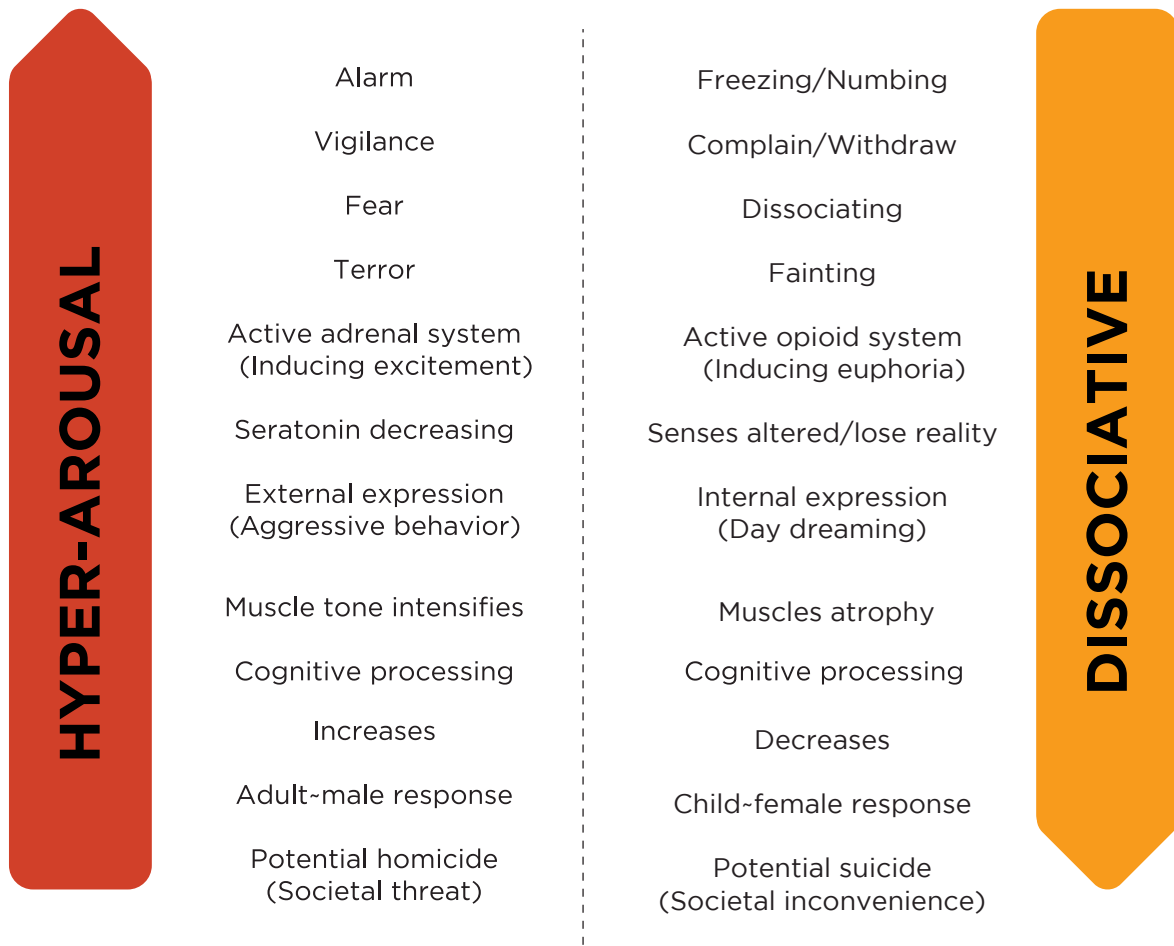 HYPER-AROUSAL
Alarm
Vigilance
Fear
Terror
Active adrenal system
(Inducing excitement)
Seratonin decreasing
External expression
(Aggressive behavior)
Muscle tone intensifies
Cognitive processing
Increases
Adult~male response
Potential homicide
(Societal threat)
Freezing/Numbing
Complain/Withdraw
Dissociating
Fainting
Active opioid system
(Inducing euphoria)
Senses altered/lose reality
Internal expression
(Day dreaming)
Muscles atrophy
Cognitive processing
Decreases
Child~female response
Potential suicide
(Societal inconvenience)
DISSOCIATIVE